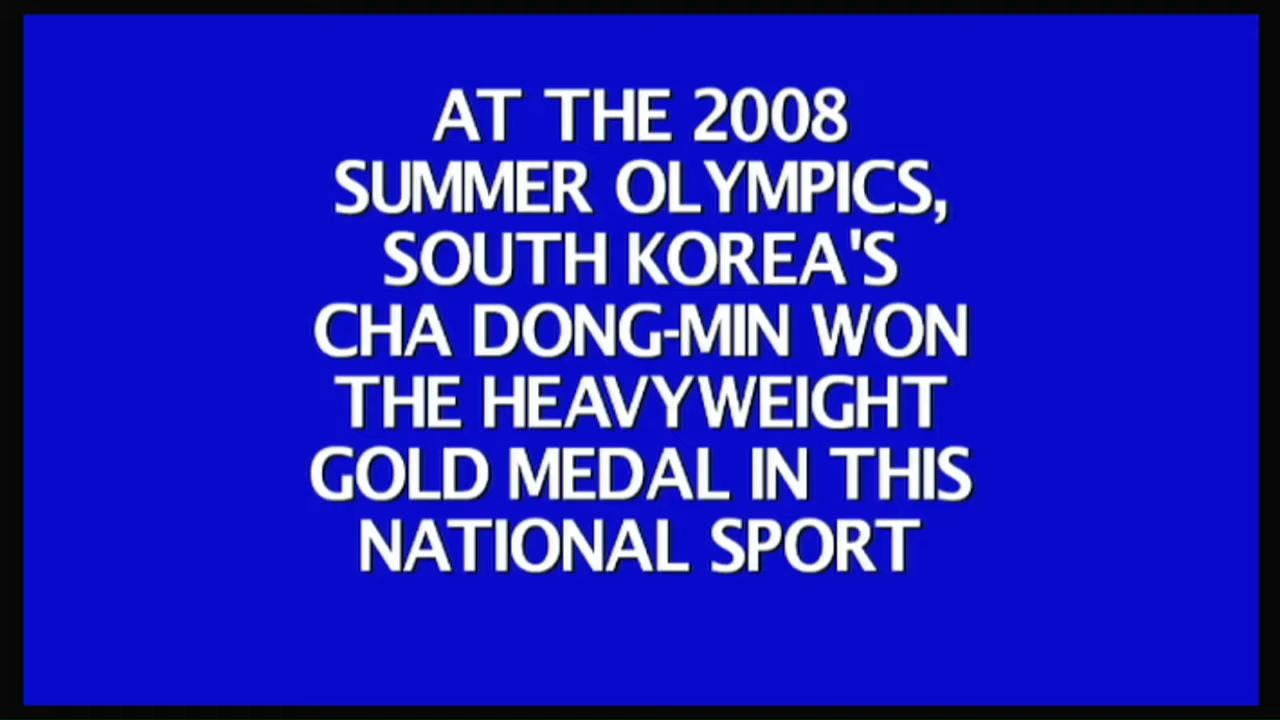 AT THE 2008
SUMMER OLYMPICS,
SOUTH KOREA'S
CHA DONG-MIN WON
THE HEAVYWEIGHT
GOLD MEDAL IN THIS
NATIONAL SPORT